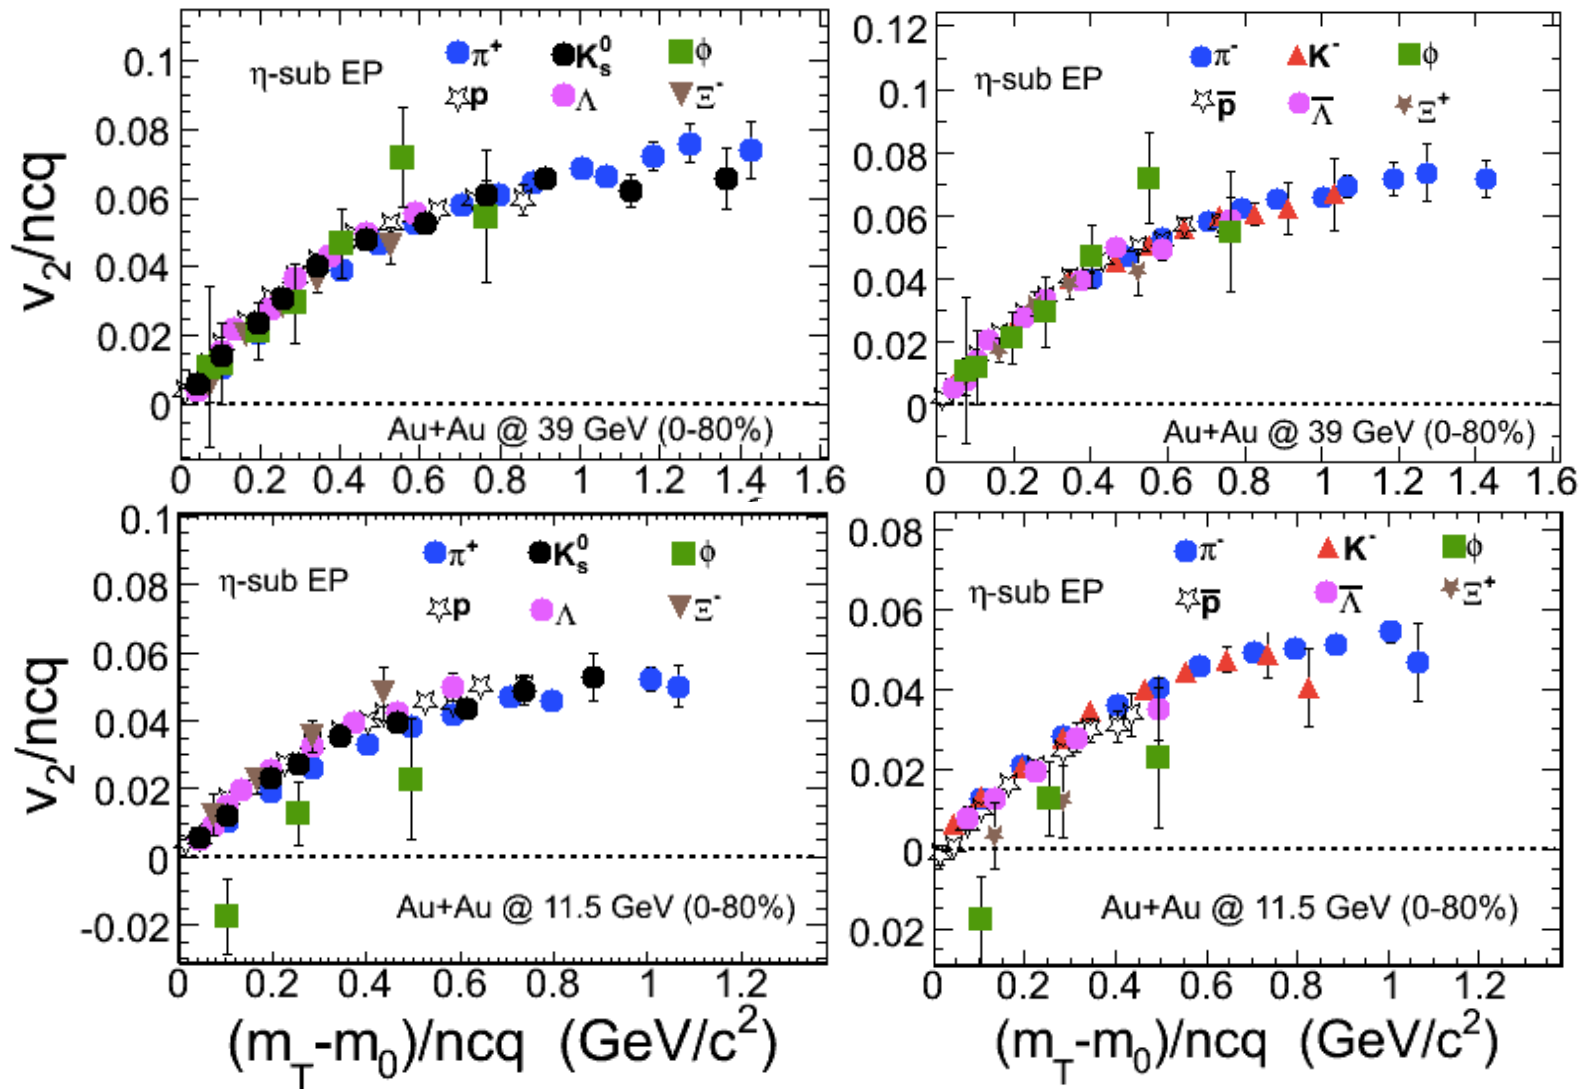 v2/ncq
0.1
0.08
0.06
0.04
0.02
0
η-sub EP
π+ K0s ϕ
p Λ Ξ-
Au+Au @ 39 GeV (0-80%)
0 0.2 0.4 0.6 0.8 1 1.2 1.4 1.6
0.12
0.1
0.08
0.06
0.04
0.02
0
η-sub EP
π- K- ϕ
p̅ Λ̅ Ξ+
Au+Au @ 39 GeV (0-80%)
0 0.2 0.4 0.6 0.8 1 1.2 1.4 1.6
v2/ncq
0.1
0.08
0.06
0.04
0.02
0
-0.02
η-sub EP
π+ K0s ϕ
p Λ Ξ-
Au+Au @ 11.5 GeV (0-80%)
0 0.2 0.4 0.6 0.8 1 1.2
(mT-m0)/ncq (GeV/c2)
0.08
0.06
0.04
0.02
0
0.02
η-sub EP
π- K- ϕ
p̅ Λ̅ Ξ+
Au+Au @ 11.5 GeV (0-80%)
0 0.2 0.4 0.6 0.8 1 1.2
(mT-m0)/ncq (GeV/c2)